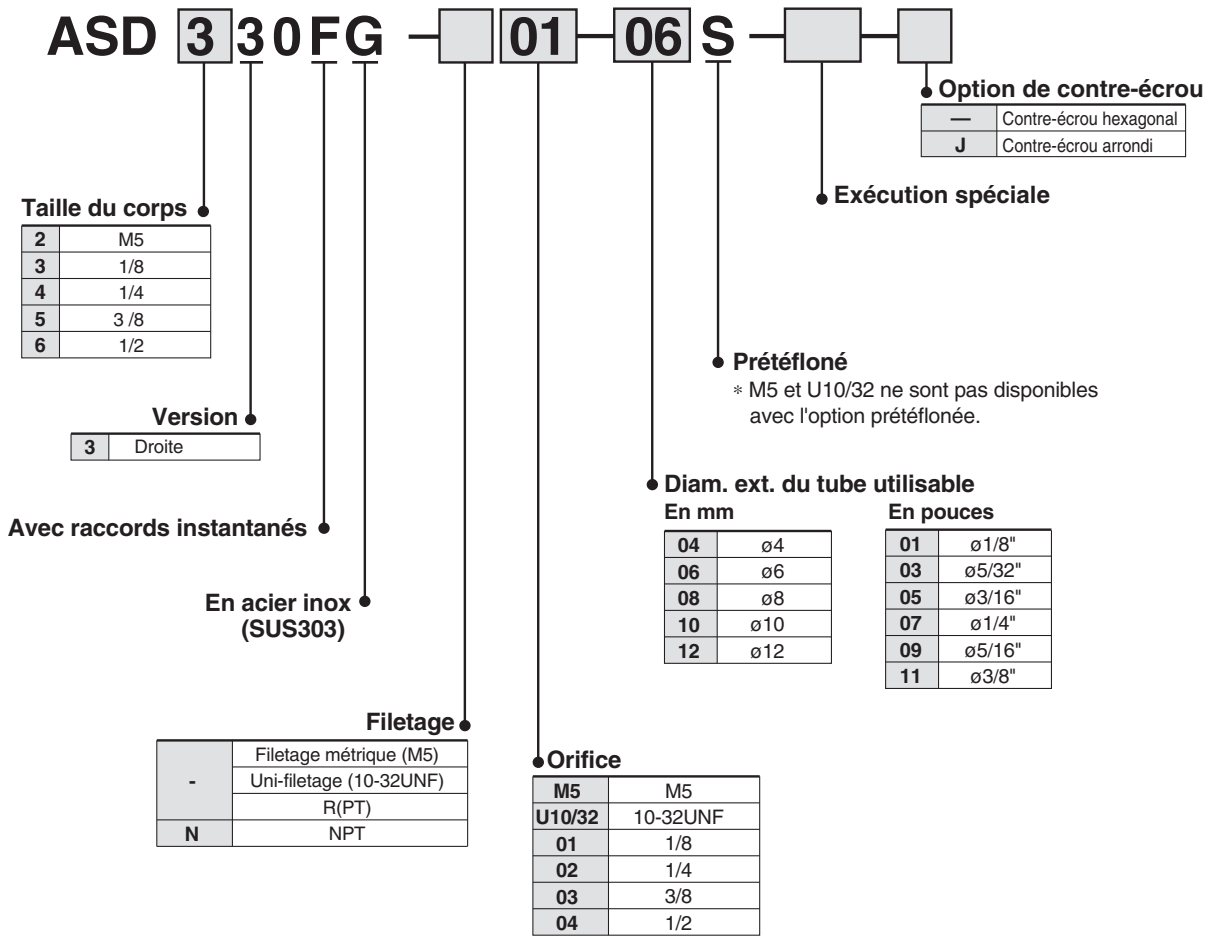 ASD 3 3 0 F G — 01 — 06 S —
Option de contre-écrou
— Contre-écrou hexagonal
J Contre-écrou arrondi
Exécution spéciale
Taille du corps
2 M5
3 1/8
4 1/4
5 3 /8
6 1/2
Prétéfloné
* M5 et U10/32 ne sont pas disponibles
avec l'option prétéflonée.
Version
3 Droite
Diam. ext. du tube utilisable
En mm
04 ø4
06 ø6
08 ø8
10 ø10
12 ø12
En pouces
01 ø1/8"
03 ø5/32"
05 ø3/16"
07 ø1/4"
09 ø5/16"
11 ø3/8"
Avec raccords instantanés
En acier inox
(SUS303)
Filetage
- Filetage métrique (M5)
Uni-filetage (10-32UNF)
R(PT)
N NPT
Orifice
M5 M5
U10/32 10-32UNF
01 1/8
02 1/4
03 3/8
04 1/2